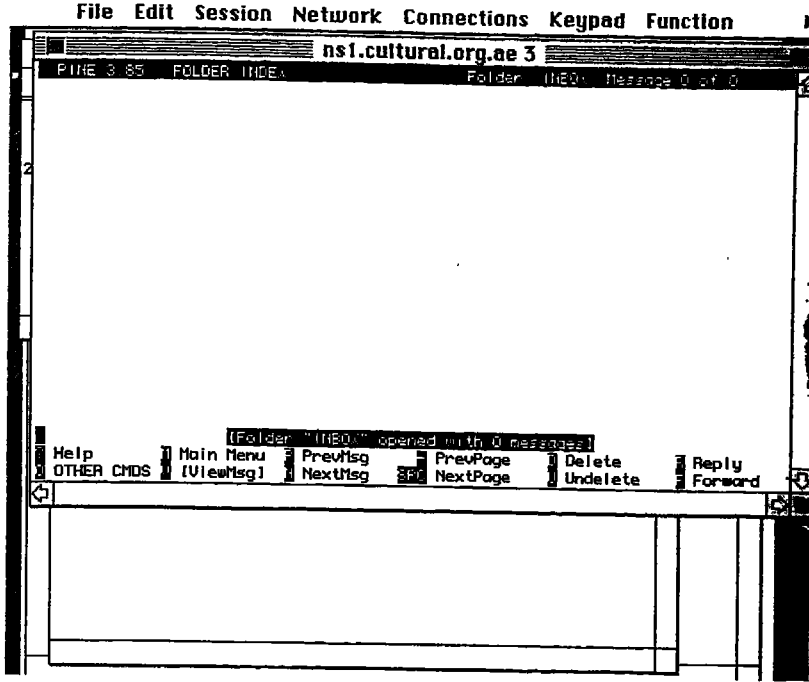 File Edit Session Network Connections Keypad Function
ns1.cultural.org.ae 3
PINE 3.85 FOLDER INDEX Folder INBOX Message 0 of 0
2
[Folder "INBOX" opened with 0 messages]
Help Main Menu PrevMsg PrevPage Delete Reply
OTHER CMDS [ViewMsg] NextMsg SPC NextPage Undelete Forward